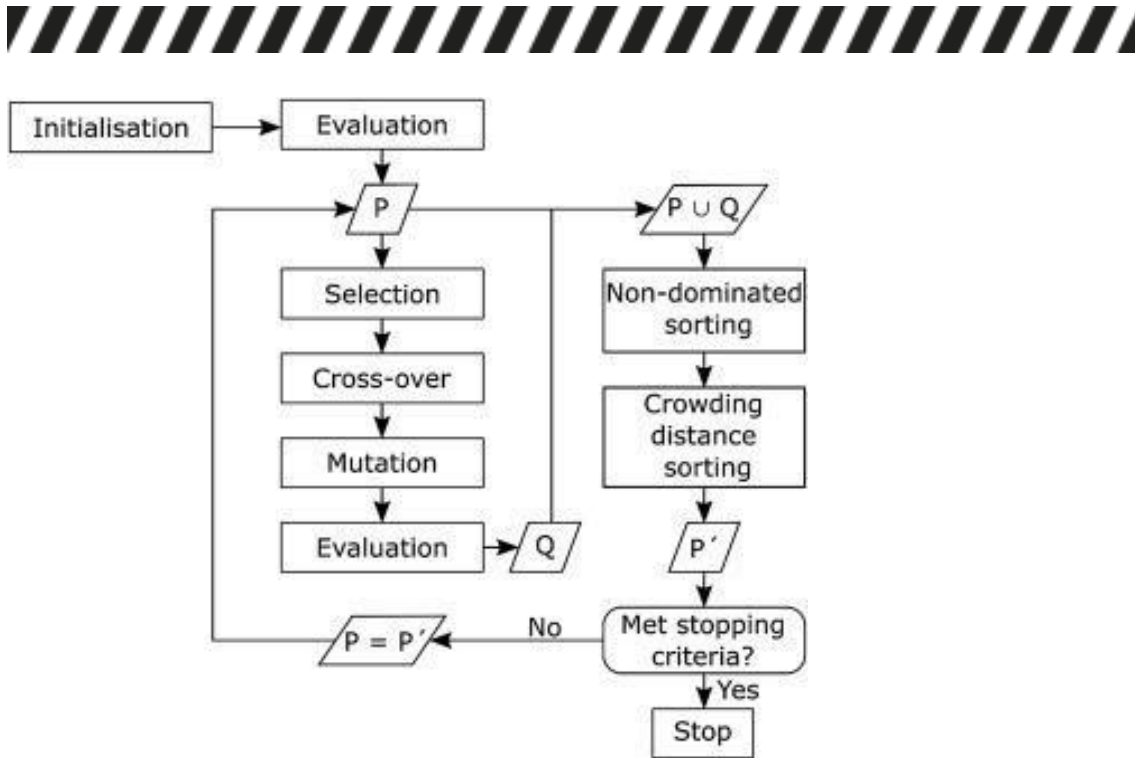 Initialisation
Evaluation
P
P ∪ Q
Selection
Non-dominated
sorting
Cross-over
Crowding
distance
sorting
Mutation
Evaluation
Q
P´
P = P´
No
Met stopping
criteria?
Yes
Stop